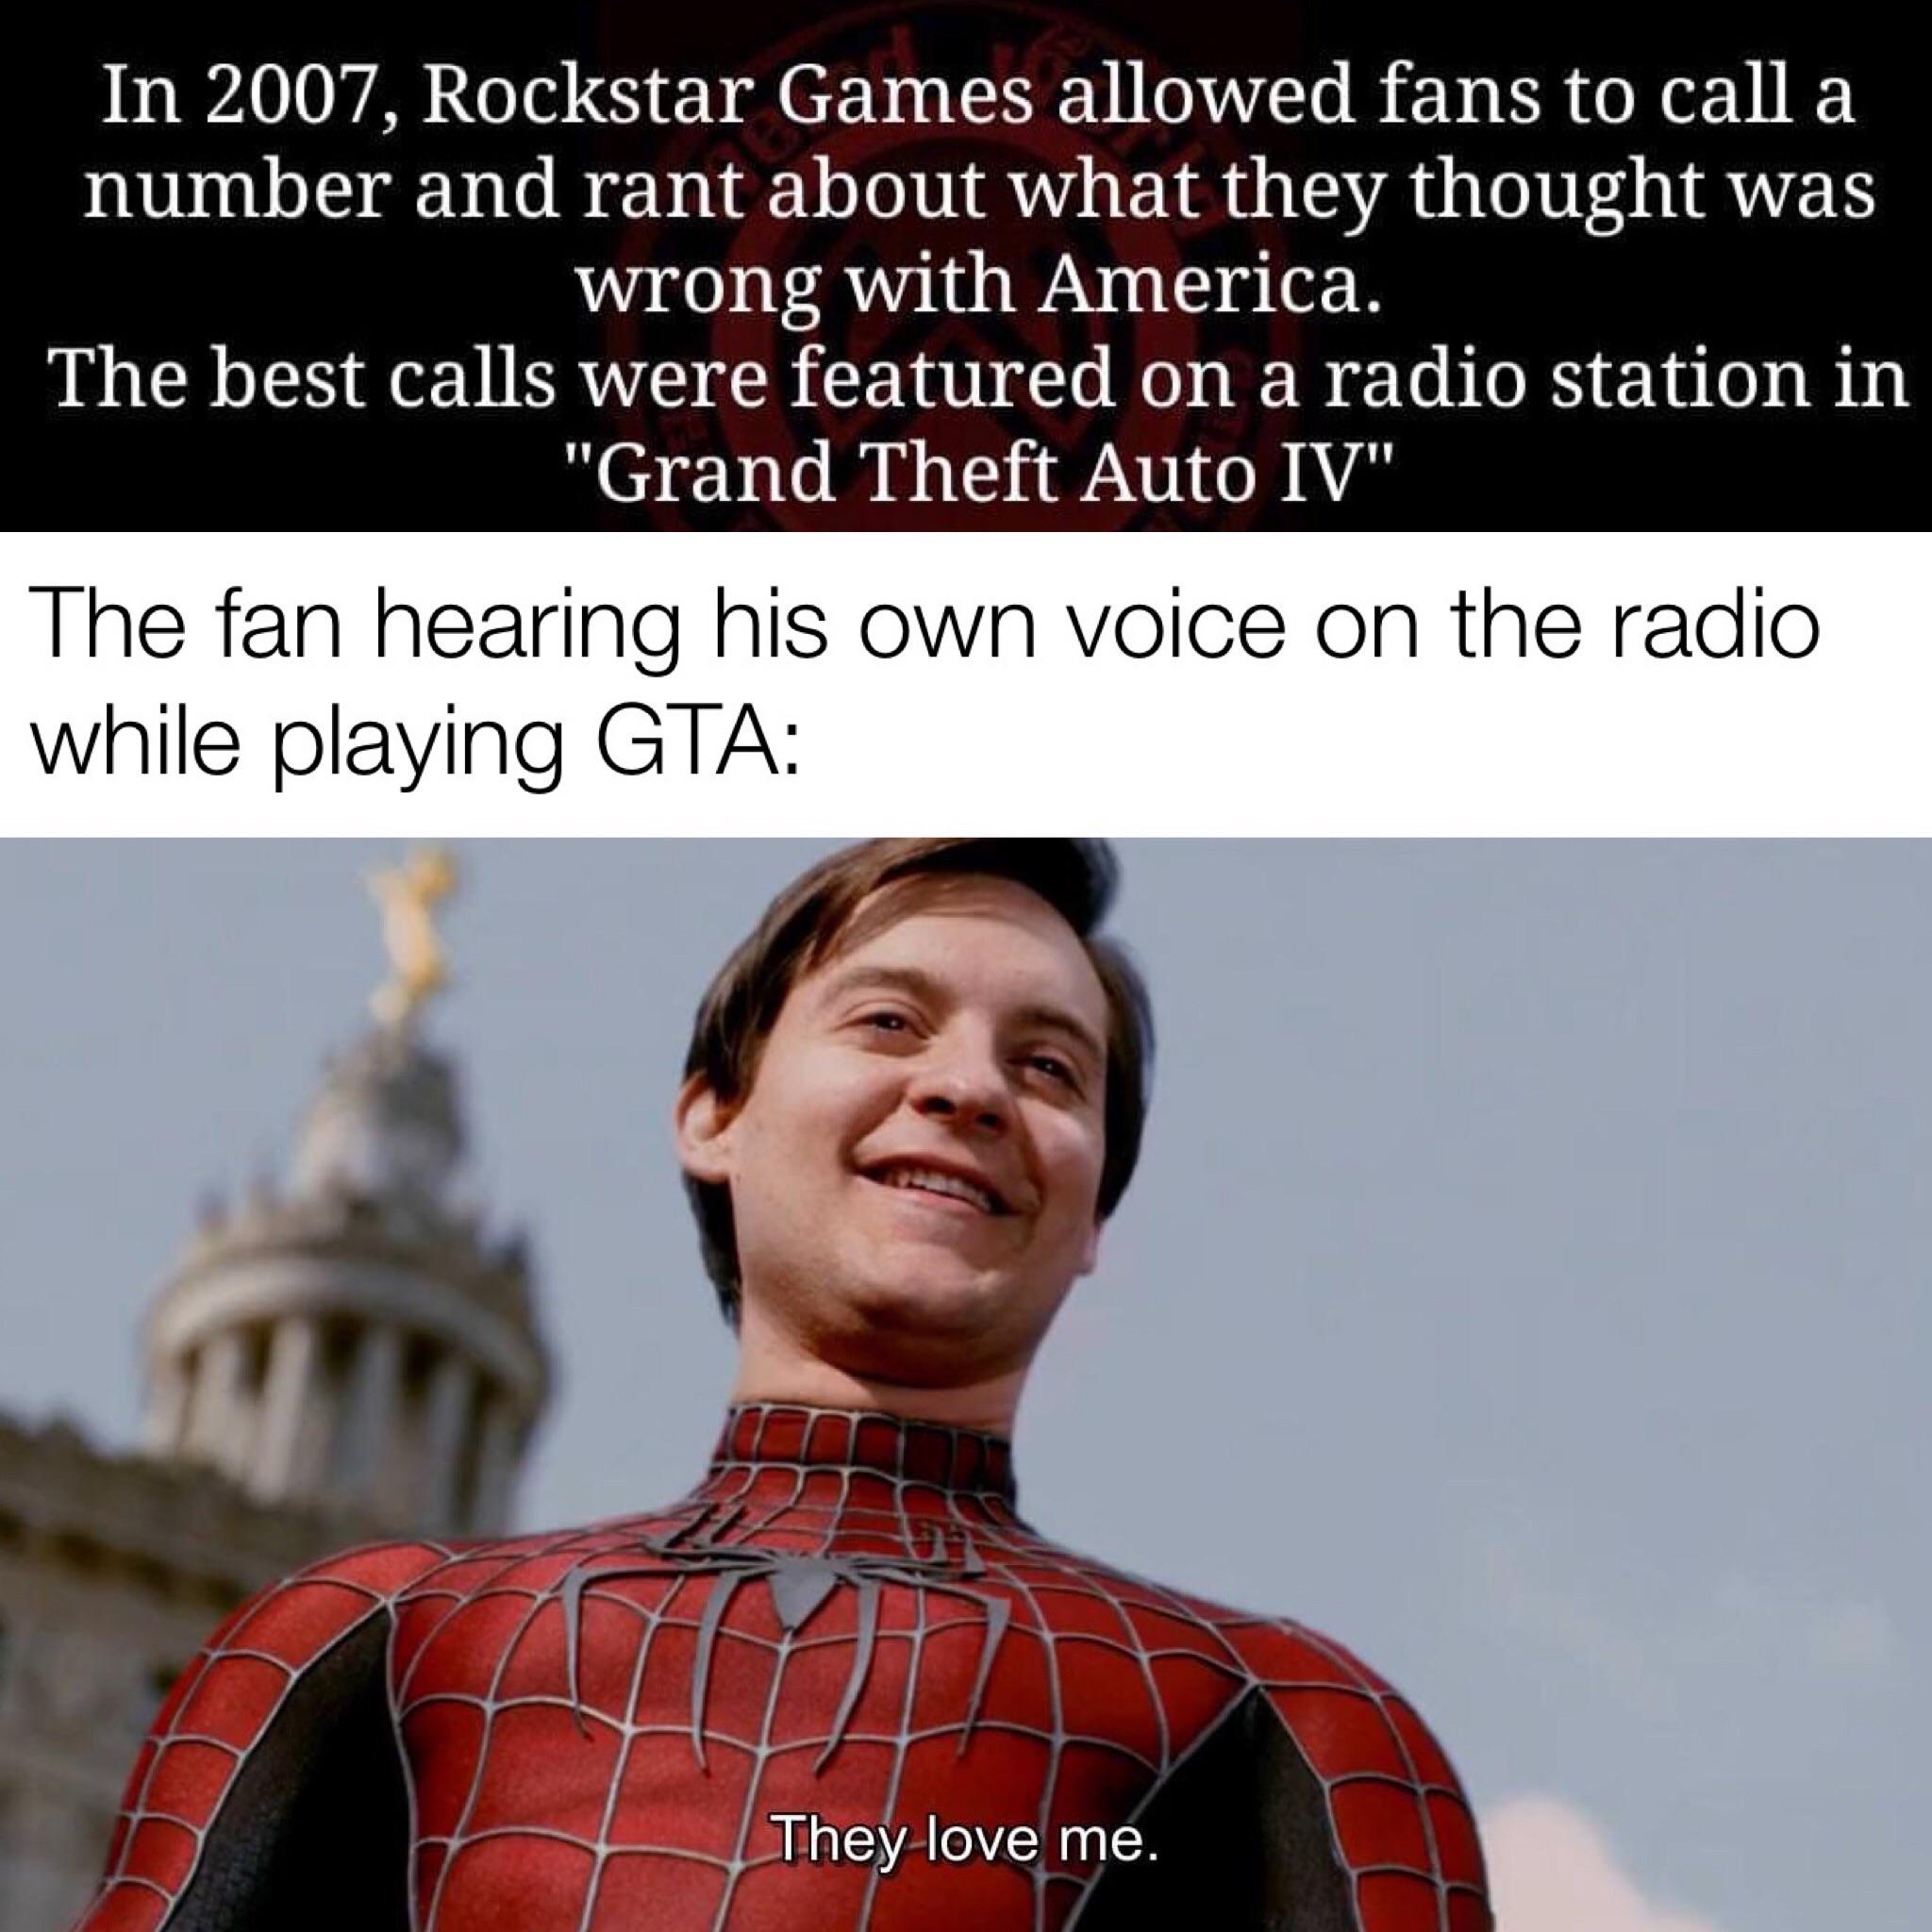 In 2007, Rockstar Games allowed fans to call a
number and rant about what they thought was
wrong with America.
The best calls were featured on a radio station in
"Grand Theft Auto IV"
The fan hearing his own voice on the radio
while playing GTA:
They love me.